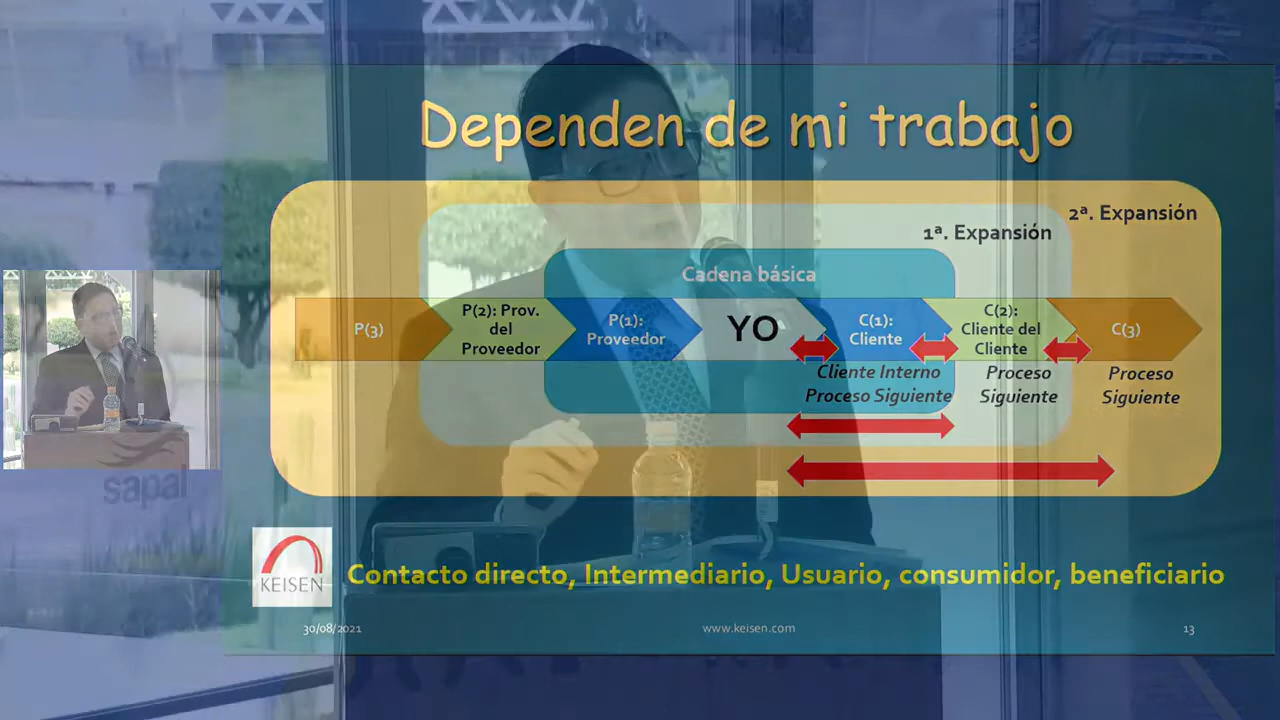 Dependen de mi trabajo
2ª. Expansión
1ª. Expansión
Cadena básica
P(3)
P(2): Prov.
del
Proveedor
P(1):
Proveedor
YO
C(1):
Cliente
C(2):
Cliente del
Cliente
C(3)
Cliente Interno
Proceso Siguiente
Proceso
Siguiente
Proceso
Siguiente
sapal
KEISEN
Contacto directo, Intermediario, Usuario, consumidor, beneficiario
30/08/2021
www.keisen.com
13